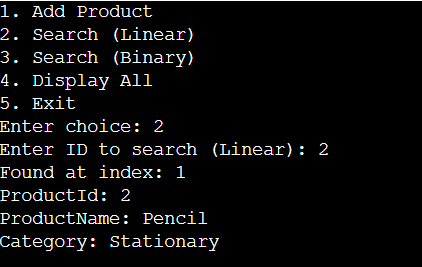 1. Add Product
2. Search (Linear)
3. Search (Binary)
4. Display All
5. Exit
Enter choice: 2
Enter ID to search (Linear): 2
Found at index: 1
ProductId: 2
ProductName: Pencil
Category: Stationary